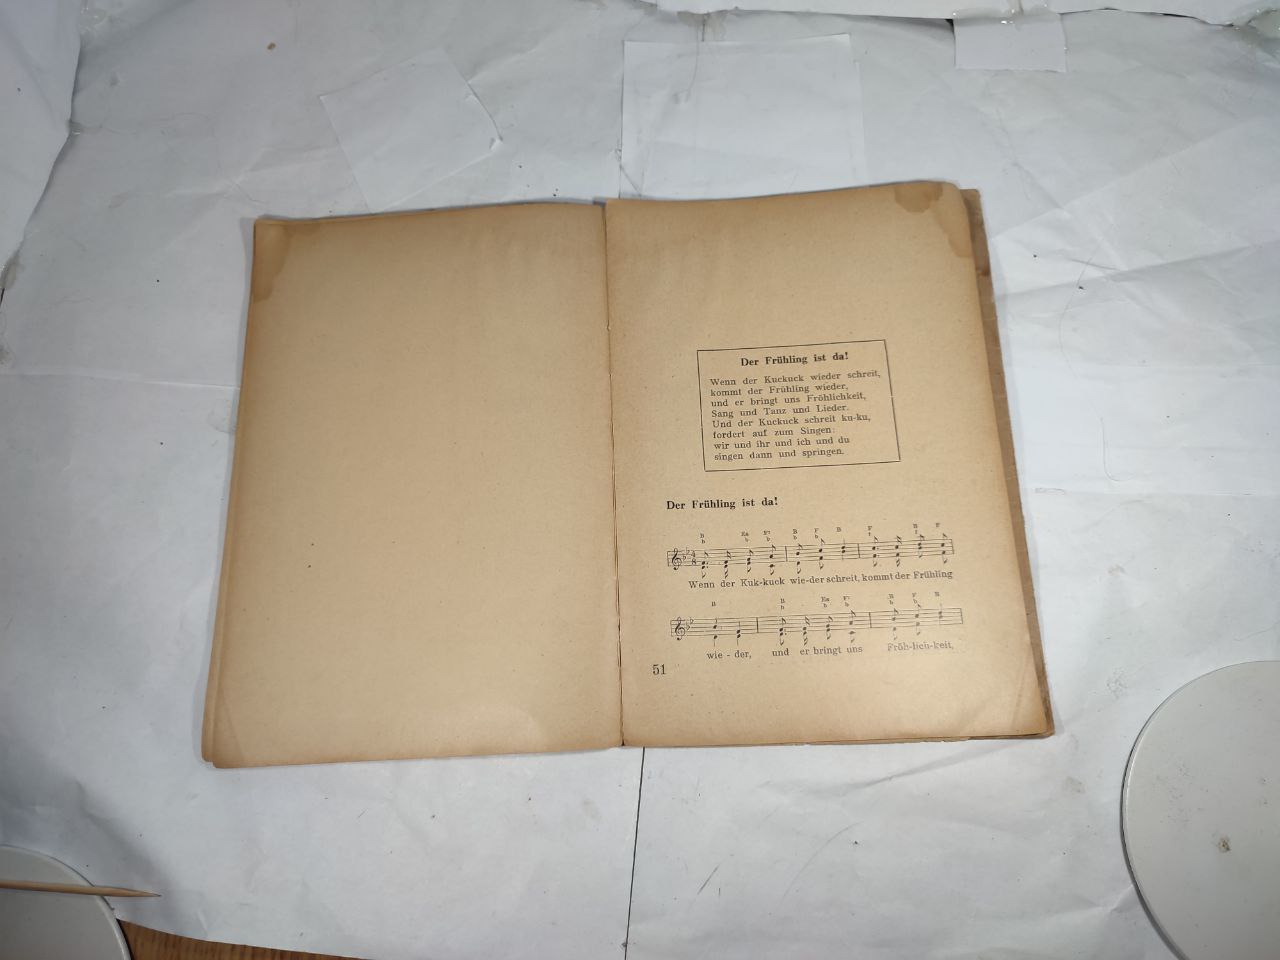 Der Frühling ist da!
Wenn der Kuckuck wieder schreit,
kommt der Frühling wieder,
und er bringt uns Fröhlichkeit,
Sang und Tanz und Lieder.
Und der Kuckuck schreit ku-ku,
fordert auf zum Singen:
wir und ihr und ich und du
singen dann und springen.
Der Frühling ist da!
B Es F⁷ B F B F B F
b b b b b f f
Wenn der Kuk-kuck wie-der schreit, kommt der Frühling
B B Es F⁷ B F B
b b b b b
wie - der, und er bringt uns Fröh-lich-keit,
51